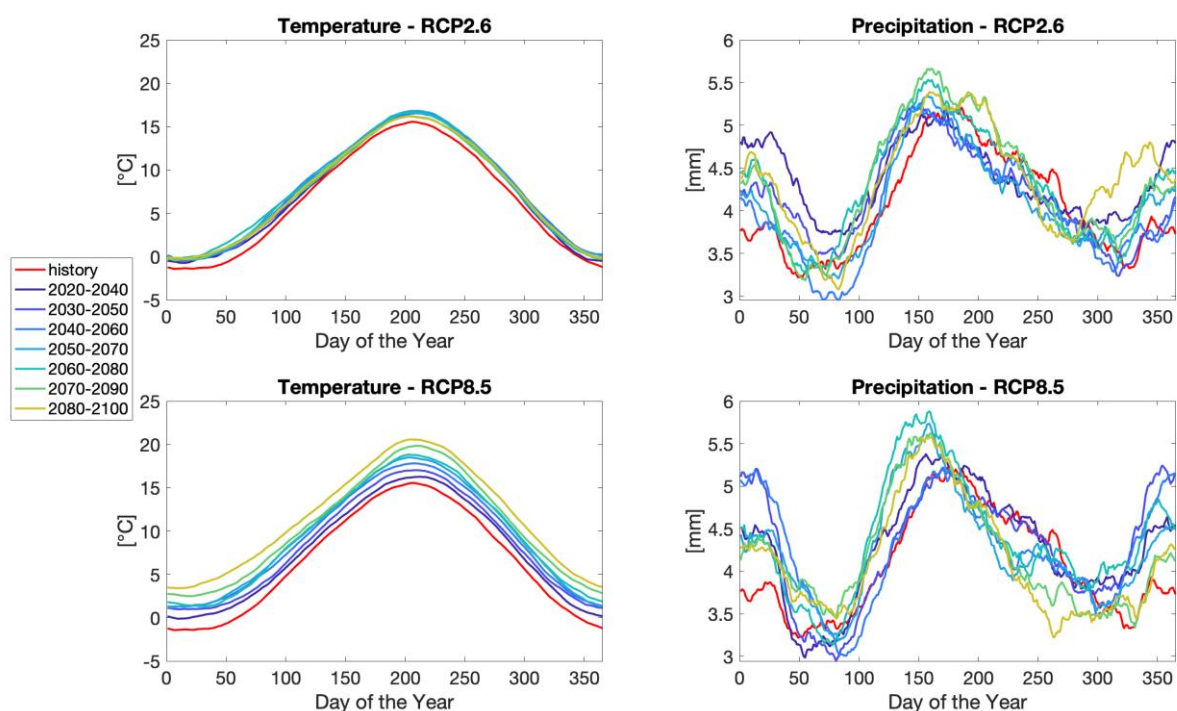 Temperature - RCP2.6
25
20
15
10
5
0
-5
[°C]
0 50 100 150 200 250 300 350
Day of the Year
Precipitation - RCP2.6
6
5.5
5
4.5
4
3.5
3
[mm]
0 50 100 150 200 250 300 350
Day of the Year
history
2020-2040
2030-2050
2040-2060
2050-2070
2060-2080
2070-2090
2080-2100
Temperature - RCP8.5
25
20
15
10
5
0
-5
[°C]
0 50 100 150 200 250 300 350
Day of the Year
Precipitation - RCP8.5
6
5.5
5
4.5
4
3.5
3
[mm]
0 50 100 150 200 250 300 350
Day of the Year